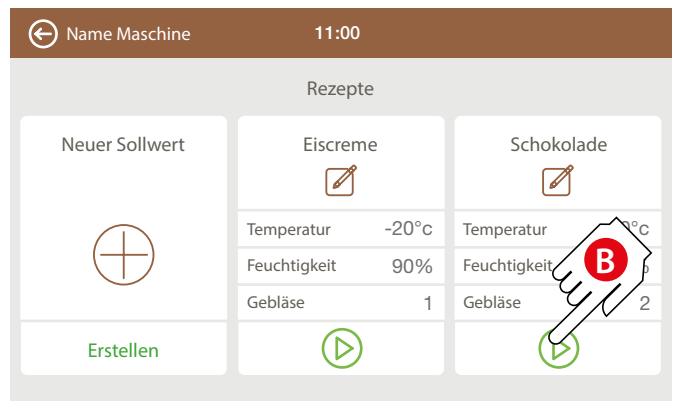 Name Maschine 11:00
Rezepte
Neuer Sollwert
Erstellen
Eiscreme
Temperatur -20°c
Feuchtigkeit 90%
Gebläse 1
Schokolade
Temperatur
Feuchtigkeit
Gebläse 2
B